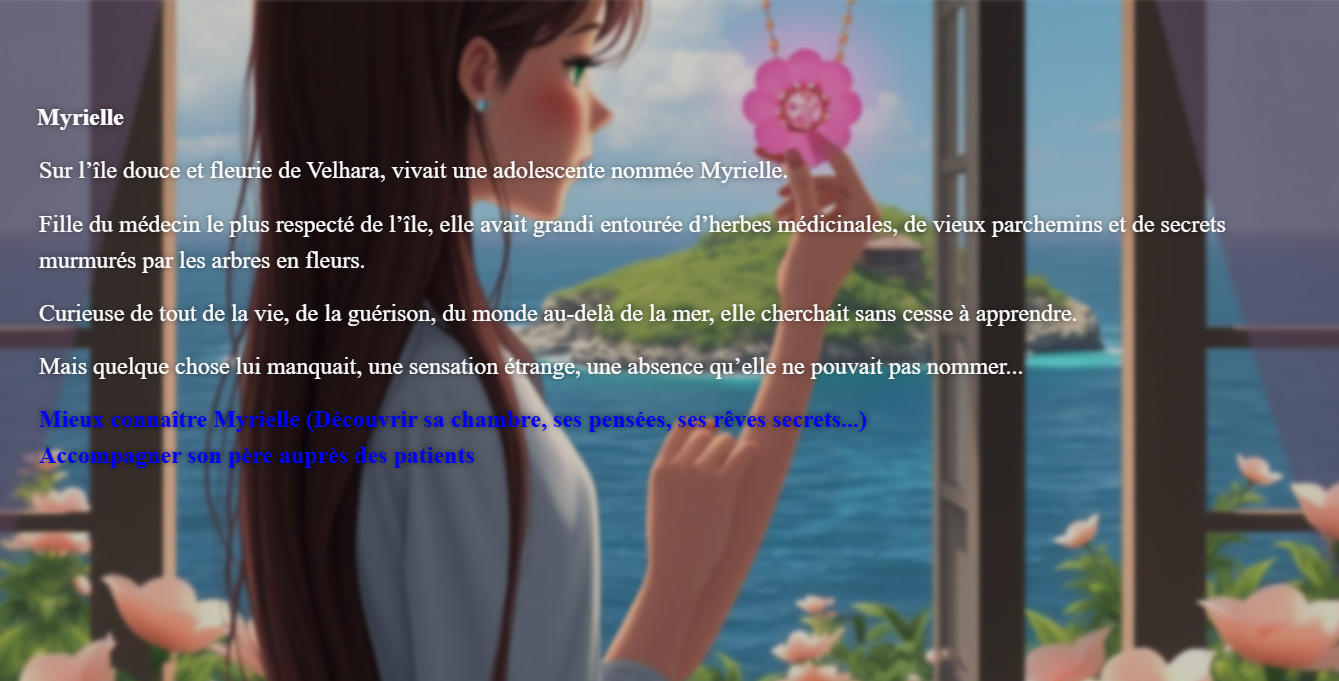 Myrielle
Sur l’île douce et fleurie de Velhara, vivait une adolescente nommée Myrielle.
Fille du médecin le plus respecté de l’île, elle avait grandi entourée d’herbes médicinales, de vieux parchemins et de secrets
murmurés par les arbres en fleurs.
Curieuse de tout de la vie, de la guérison, du monde au-delà de la mer, elle cherchait sans cesse à apprendre.
Mais quelque chose lui manquait, une sensation étrange, une absence qu’elle ne pouvait pas nommer...
Mieux connaître Myrielle (Découvrir sa chambre, ses pensées, ses rêves secrets...)
Accompagner son père auprès des patients